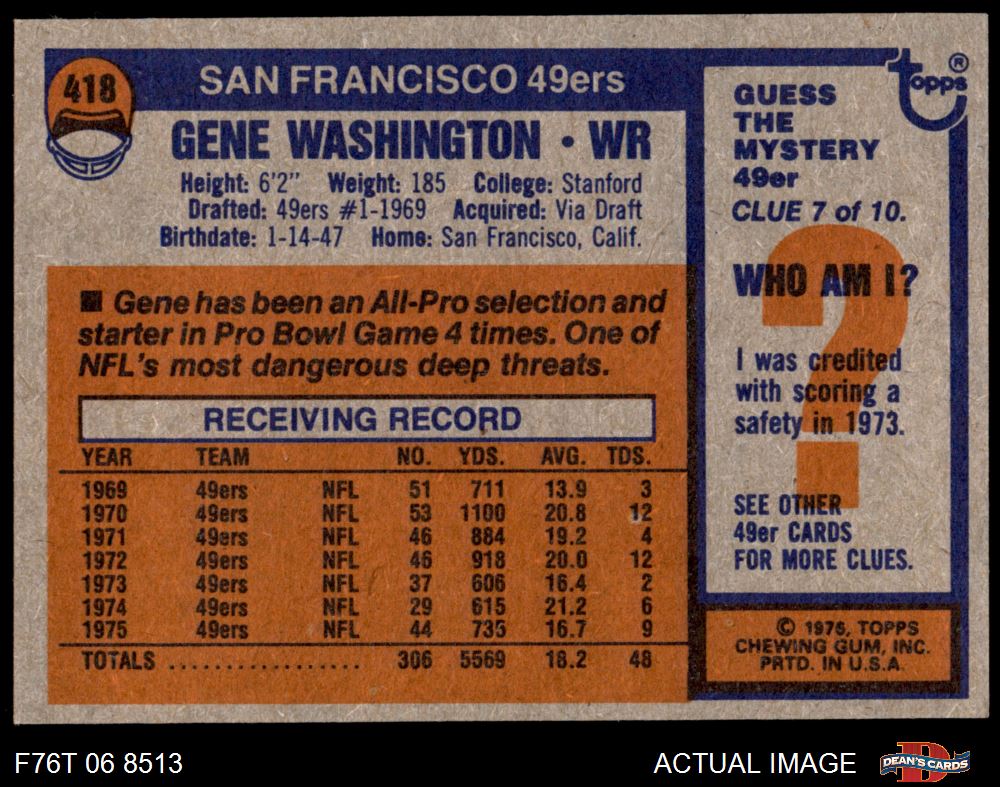 418
SAN FRANCISCO 49ers
GENE WASHINGTON • WR
Height: 6'2" Weight: 185 College: Stanford
Drafted: 49ers #1-1969 Acquired: Via Draft
Birthdate: 1-14-47 Home: San Francisco, Calif.
■ Gene has been an All-Pro selection and
starter in Pro Bowl Game 4 times. One of
NFL's most dangerous deep threats.
RECEIVING RECORD
YEAR TEAM NO. YDS. AVG. TDS.
1969 49ers NFL 51 711 13.9 3
1970 49ers NFL 53 1100 20.8 12
1971 49ers NFL 46 884 19.2 4
1972 49ers NFL 46 918 20.0 12
1973 49ers NFL 37 606 16.4 2
1974 49ers NFL 29 615 21.2 6
1975 49ers NFL 44 735 16.7 9
TOTALS .................. 306 5569 18.2 48
Topps ®
GUESS
THE
MYSTERY
49er
CLUE 7 of 10.
?
WHO AM I?
I was credited
with scoring a
safety in 1973.
SEE OTHER
49er CARDS
FOR MORE CLUES.
© 1976, TOPPS
CHEWING GUM, INC.
PRTD. IN U.S.A.
F76T 06 8513
ACTUAL IMAGE
DEAN'S CARDS